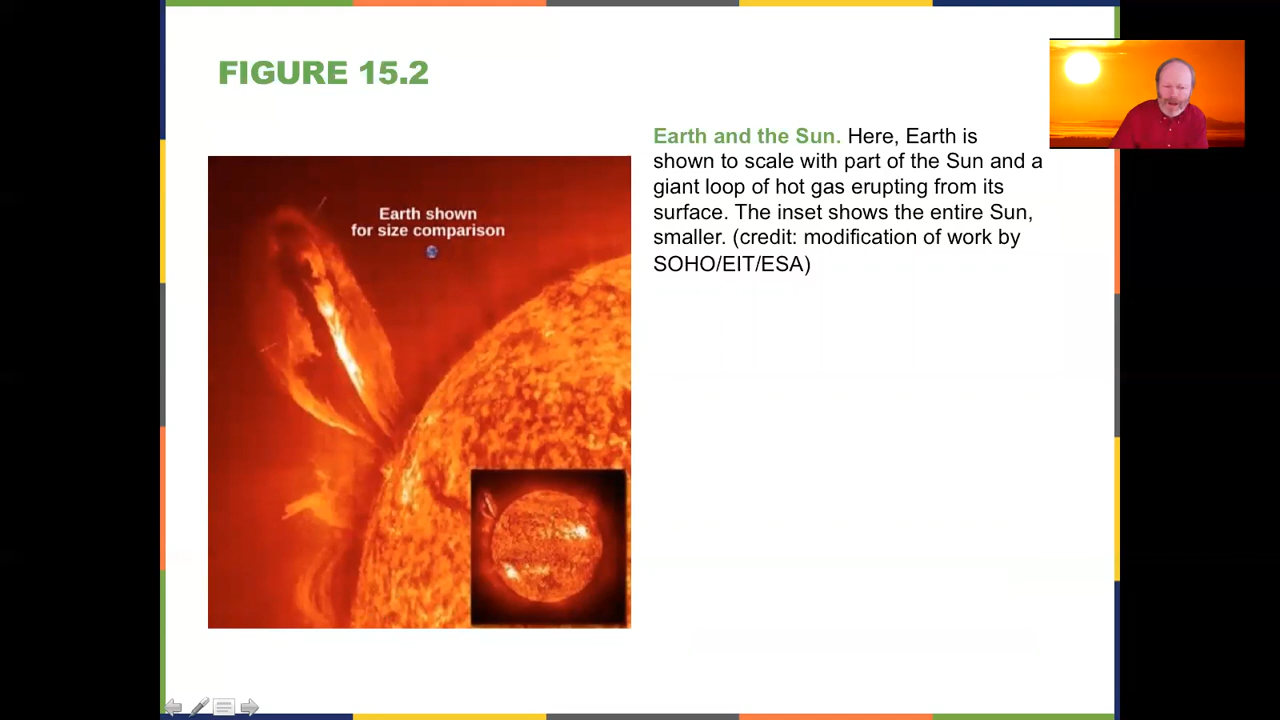 FIGURE 15.2
Earth and the Sun. Here, Earth is
shown to scale with part of the Sun and a
giant loop of hot gas erupting from its
surface. The inset shows the entire Sun,
smaller. (credit: modification of work by
SOHO/EIT/ESA)
Earth shown
for size comparison